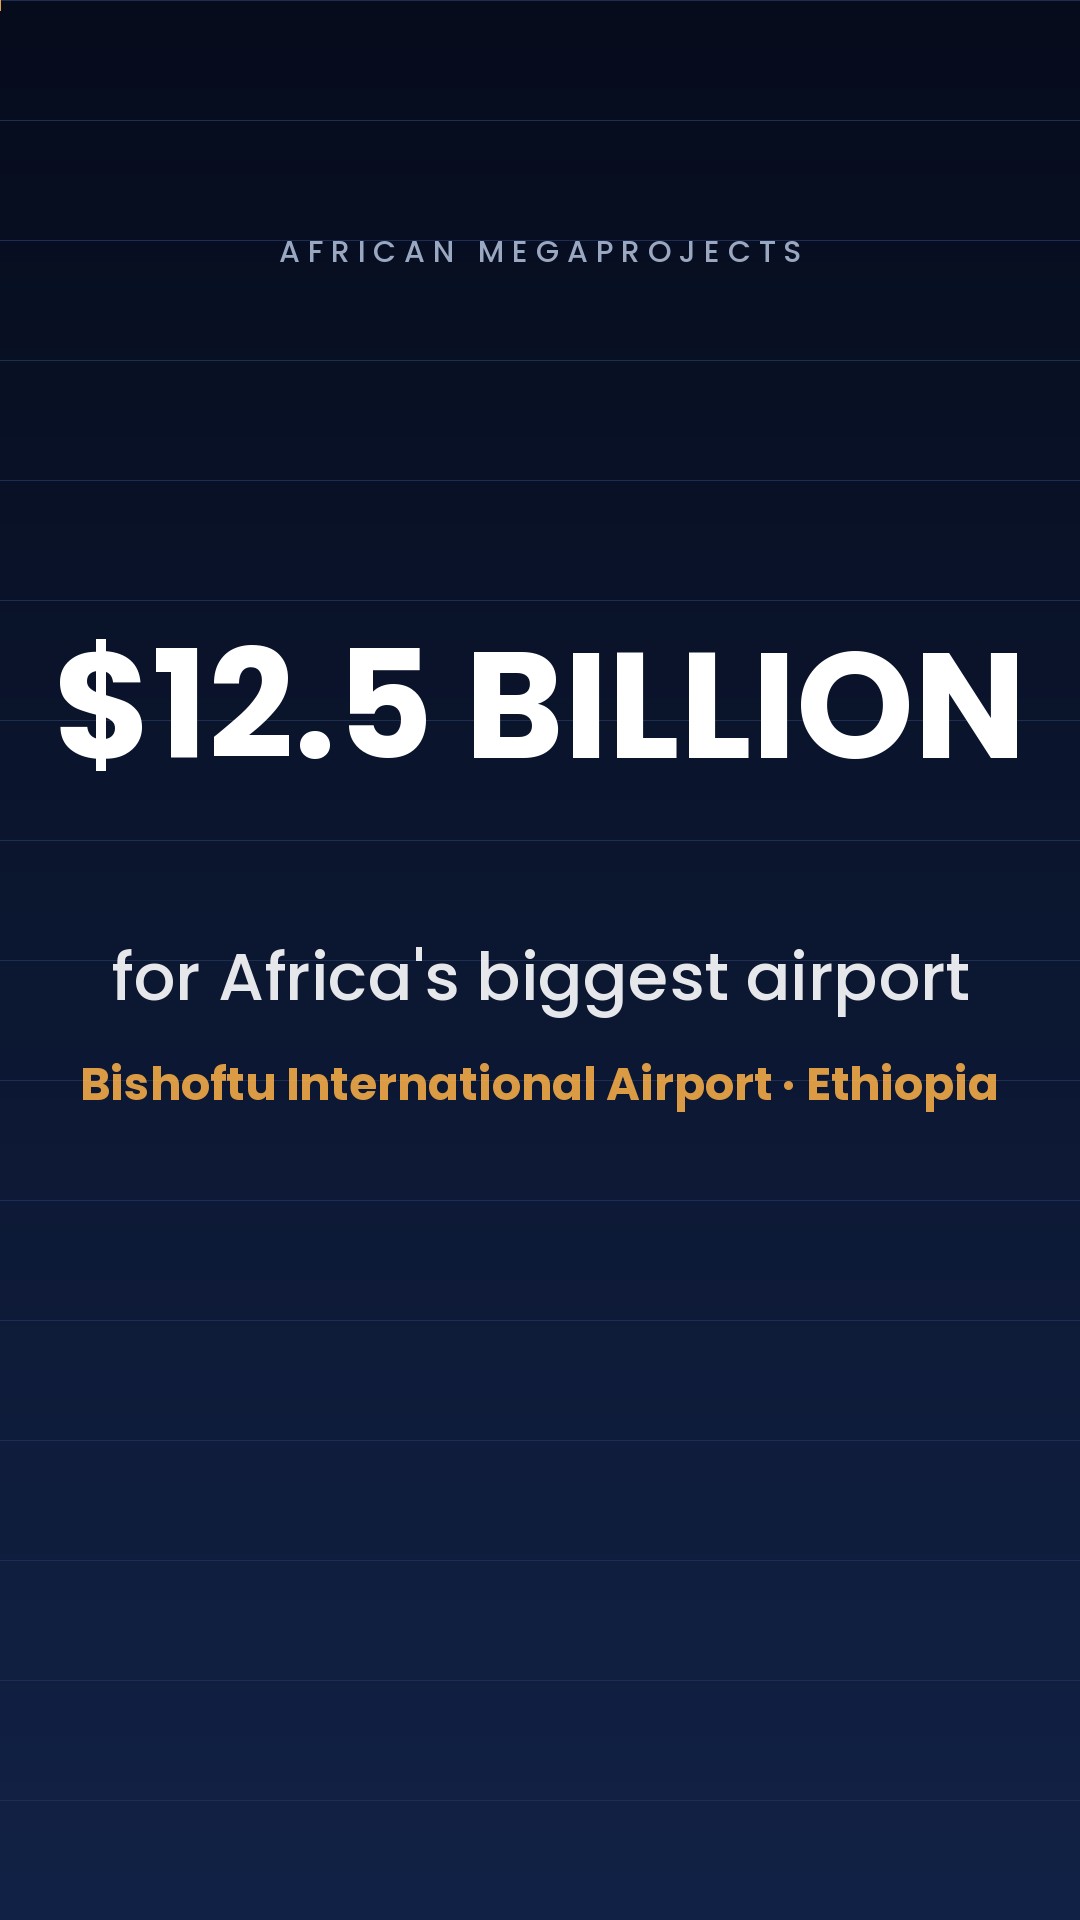 AFRICAN MEGAPROJECTS
$12.5 BILLION
for Africa's biggest airport
Bishoftu International Airport · Ethiopia